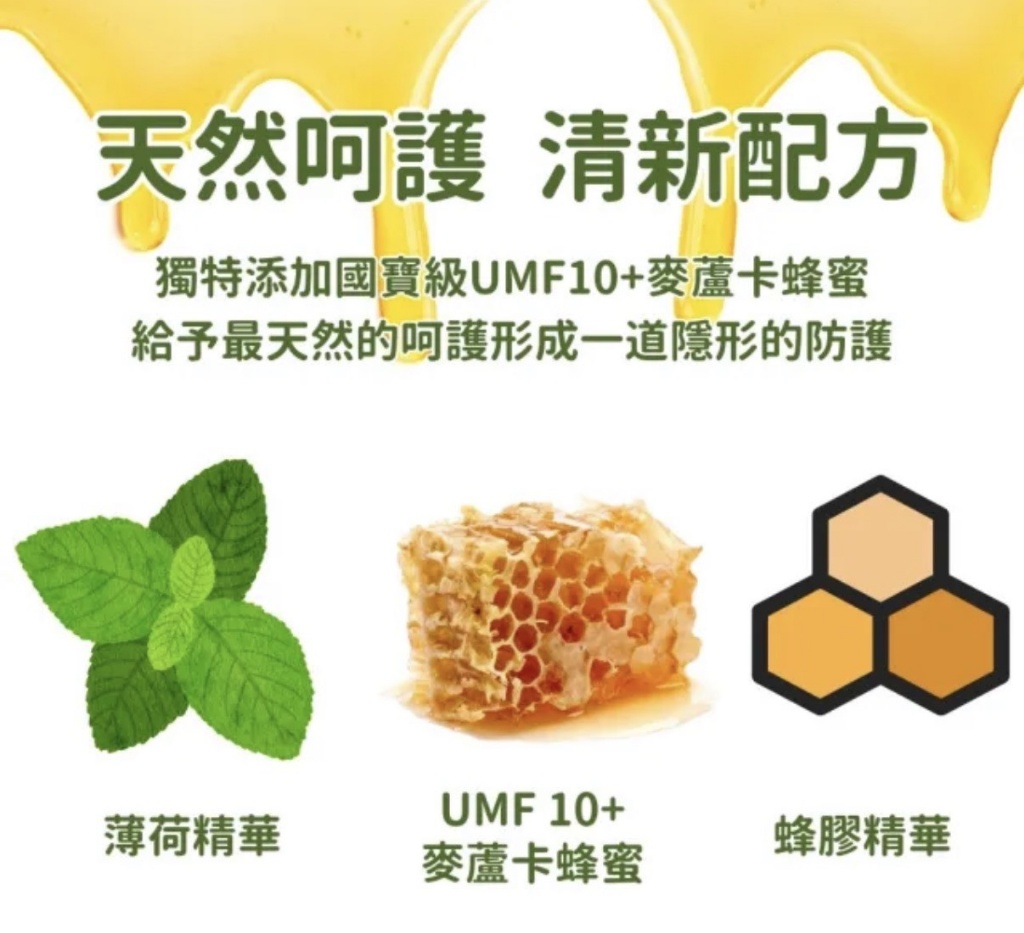 天然呵護 清新配方
獨特添加國寶級UMF10+麥蘆卡蜂蜜
給予最天然的呵護形成一道隱形的防護
薄荷精華
UMF 10+
麥蘆卡蜂蜜
蜂膠精華